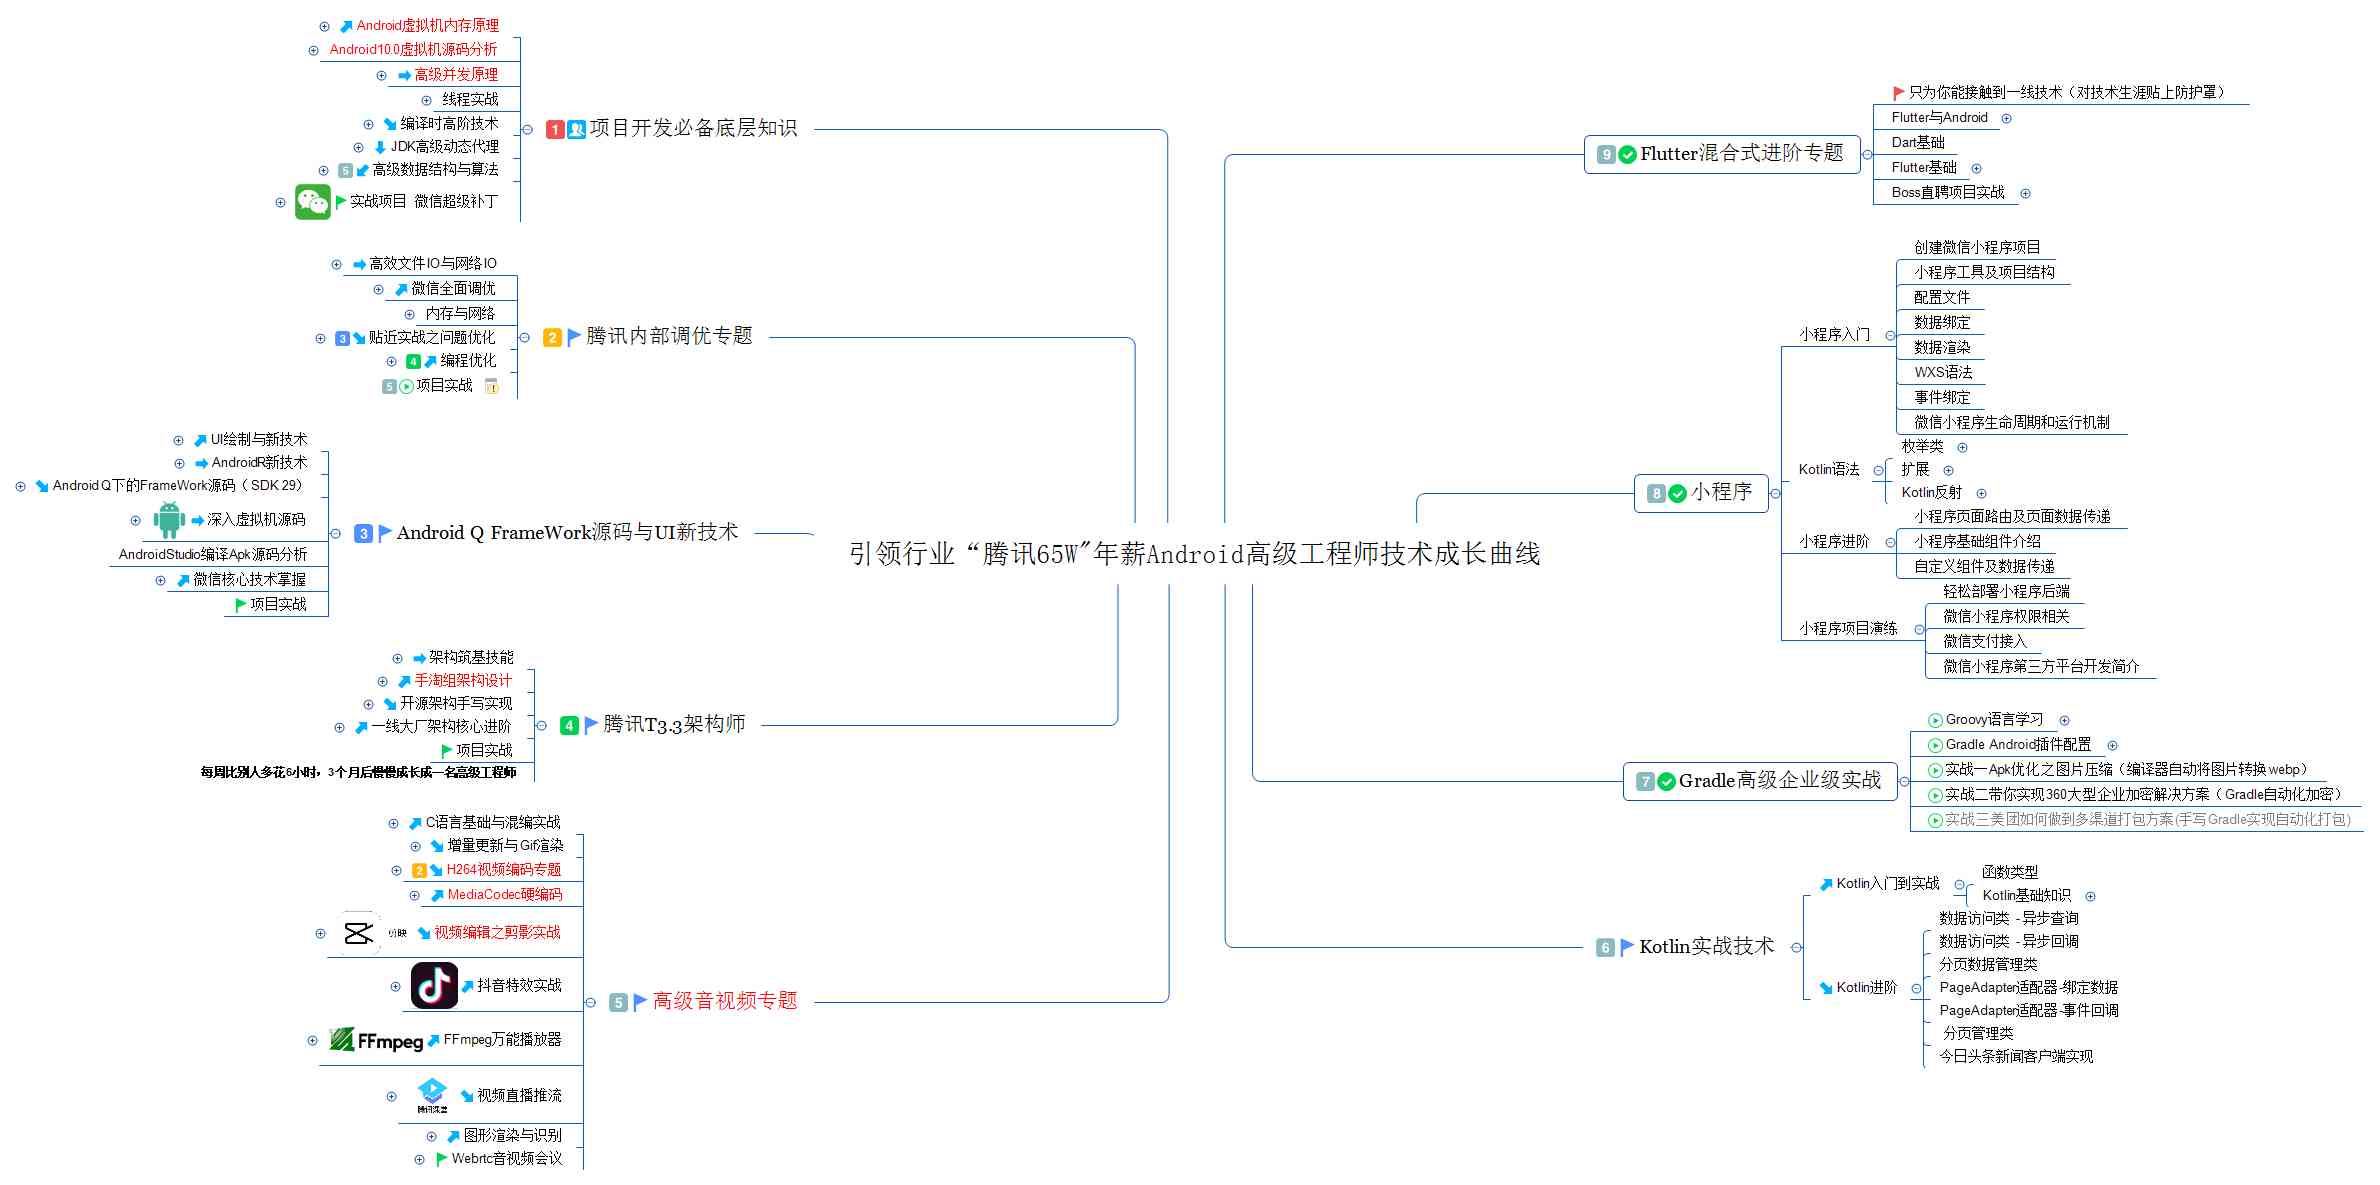 引领行业“腾讯65W"年薪Android高级工程师技术成长曲线
1 项目开发必备底层知识
Android虚拟机内存原理
Android10.0虚拟机源码分析
高级并发原理
线程实战
编译时高阶技术
JDK高级动态代理
5 高级数据结构与算法
实战项目 微信超级补丁
2 腾讯内部调优专题
高效文件IO与网络IO
微信全面调优
内存与网络
3 贴近实战之问题优化
4 编程优化
5 项目实战
3 Android Q FrameWork源码与UI新技术
UI绘制与新技术
AndroidR新技术
Android Q下的FrameWork源码（SDK 29）
深入虚拟机源码
AndroidStudio编译Apk源码分析
微信核心技术掌握
项目实战
4 腾讯T3.3架构师
架构筑基技能
手淘组架构设计
开源架构手写实现
一线大厂架构核心进阶
项目实战
每周比别人多花6小时，3个月后慢慢成长成一名高级工程师
5 高级音视频专题
C语言基础与混编实战
增量更新与Gif渲染
2 H264视频编码专题
MediaCodec硬编码
剪映 视频编辑之剪影实战
抖音特效实战
FFmpeg FFmpeg万能播放器
腾讯课堂 视频直播推流
图形渲染与识别
Webrtc音视频会议
9 Flutter混合式进阶专题
只为你能接触到一线技术（对技术生涯贴上防护罩）
Flutter与Android
Dart基础
Flutter基础
Boss直聘项目实战
8 小程序
小程序入门
创建微信小程序项目
小程序工具及项目结构
配置文件
数据绑定
数据渲染
WXS语法
事件绑定
微信小程序生命周期和运行机制
Kotlin语法
枚举类
扩展
Kotlin反射
小程序进阶
小程序页面路由及页面数据传递
小程序基础组件介绍
自定义组件及数据传递
小程序项目演练
轻松部署小程序后端
微信小程序权限相关
微信支付接入
微信小程序第三方平台开发简介
7 Gradle高级企业级实战
Groovy语言学习
Gradle Android插件配置
实战一Apk优化之图片压缩（编译器自动将图片转换webp）
实战二带你实现360大型企业加密解决方案（Gradle自动化加密）
实战三美团如何做到多渠道打包方案(手写Gradle实现自动化打包)
6 Kotlin实战技术
Kotlin入门到实战
函数类型
Kotlin基础知识
Kotlin进阶
数据访问类 -异步查询
数据访问类 -异步回调
分页数据管理类
PageAdapter适配器-绑定数据
PageAdapter适配器-事件回调
分页管理类
今日头条新闻客户端实现